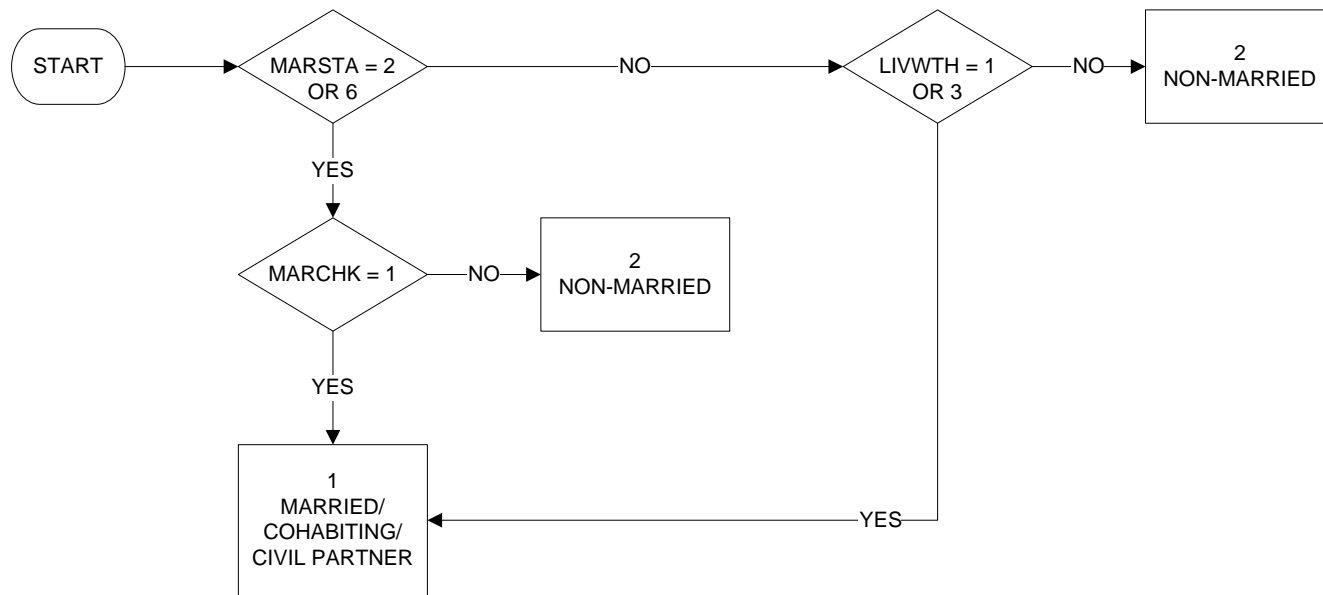 START
MARSTA = 2
OR 6
NO
LIVWTH = 1
OR 3
NO
2
NON-MARRIED
YES
MARCHK = 1
NO
2
NON-MARRIED
YES
1
MARRIED/
COHABITING/
CIVIL PARTNER
YES